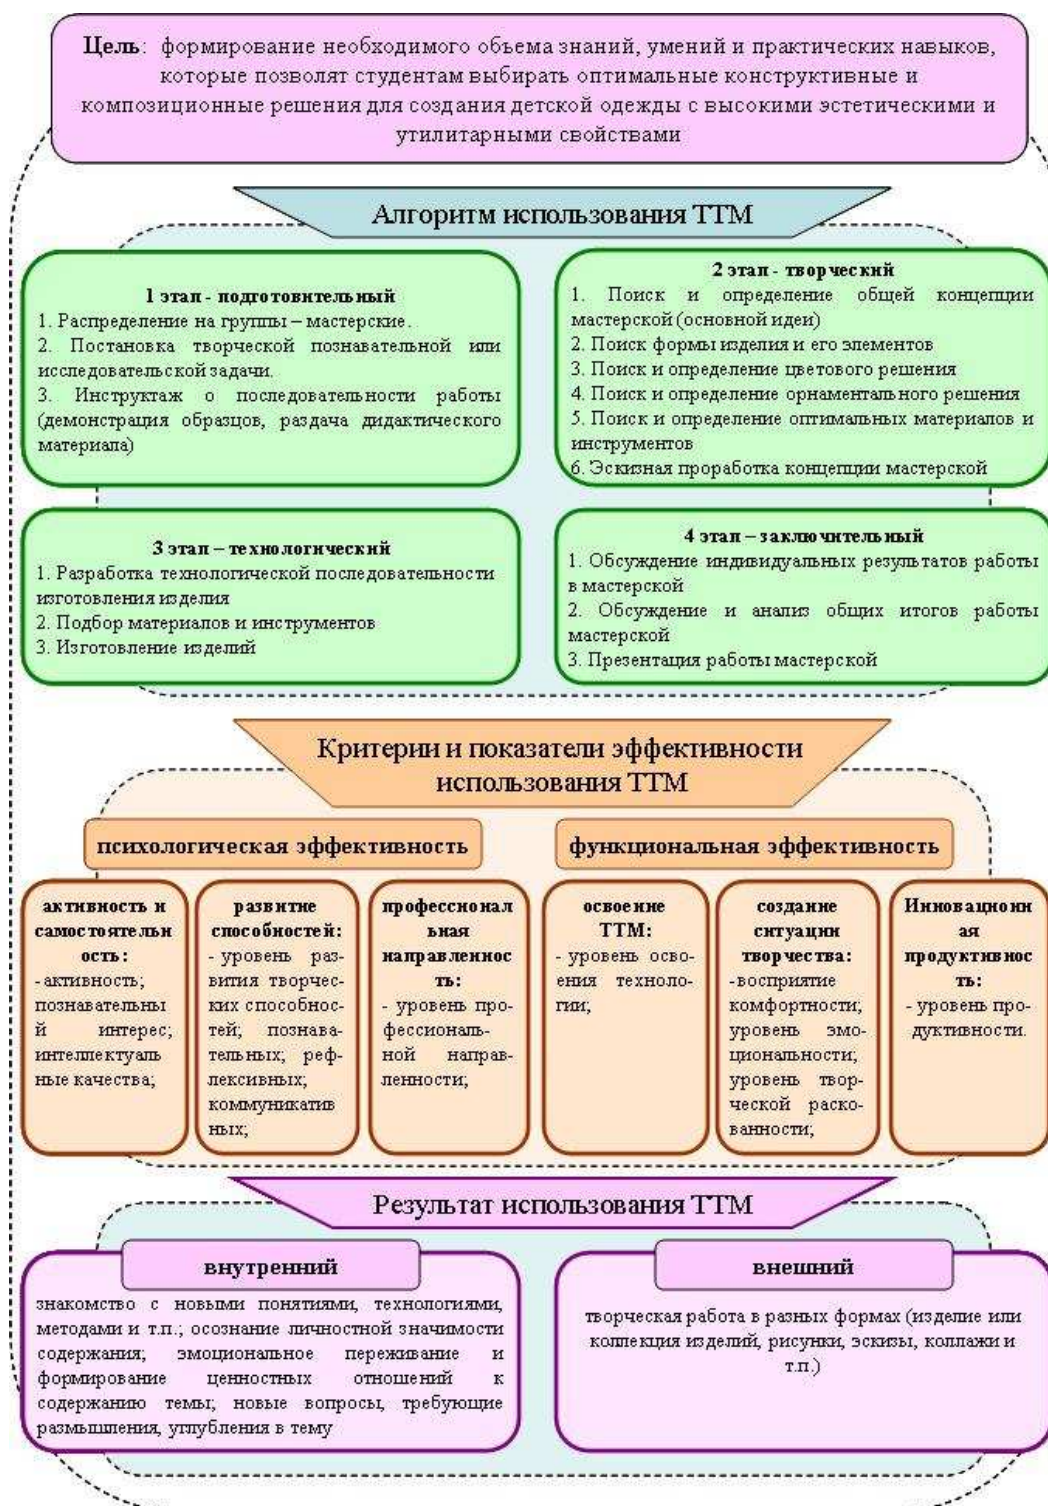 Цель: формирование необходимого объема знаний, умений и практических навыков,
которые позволят студентам выбирать оптимальные конструктивные и
композиционные решения для создания детской одежды с высокими эстетическими и
утилитарными свойствами
Алгоритм использования ТТМ
1 этап - подготовительный
1. Распределение на группы – мастерские.
2. Постановка творческой познавательной или
исследовательской задачи.
3. Инструктаж о последовательности работы
(демонстрация образцов, раздача дидактического
материала)
2 этап - творческий
1. Поиск и определение общей концепции
мастерской (основной идеи)
2. Поиск формы изделия и его элементов
3. Поиск и определение цветового решения
4. Поиск и определение орнаментального решения
5. Поиск и определение оптимальных материалов и
инструментов
6. Эскизная проработка концепции мастерской
3 этап – технологический
1. Разработка технологической последовательности
изготовления изделия
2. Подбор материалов и инструментов
3. Изготовление изделий
4 этап – заключительный
1. Обсуждение индивидуальных результатов работы
в мастерской
2. Обсуждение и анализ общих итогов работы
мастерской
3. Презентация работы мастерской
Критерии и показатели эффективности
использования ТТМ
психологическая эффективность
функциональная эффективность
активность и
самостоятельн
ость:
- активность;
познавательны
й интерес;
интеллектуаль
ные качества;
развитие
способностей:
- уровень раз-
вития творчес-
ких способнос-
тей; познава-
тельных; реф-
лексивных;
коммуникатив
ных;
профессионал
ьная
направленнос
ть:
- уровень про-
фессиональ-
ной направ-
ленности;
освоение
ТТМ:
- уровень осво-
ения техноло-
гии;
создание
ситуации
творчества:
-восприятие
комфортности;
уровень эмо-
циональности;
уровень твор-
ческой раско-
ванности;
Инновационн
ая
продуктивнос
ть:
- уровень про-
дуктивности.
Результат использования ТТМ
внутренний
знакомство с новыми понятиями, технологиями,
методами и т.п.; осознание личностной значимости
содержания; эмоциональное переживание и
формирование ценностных отношений к
содержанию темы; новые вопросы, требующие
размышления, углубления в тему
внешний
творческая работа в разных формах (изделие или
коллекция изделий, рисунки, эскизы, коллажи и
т.п.)